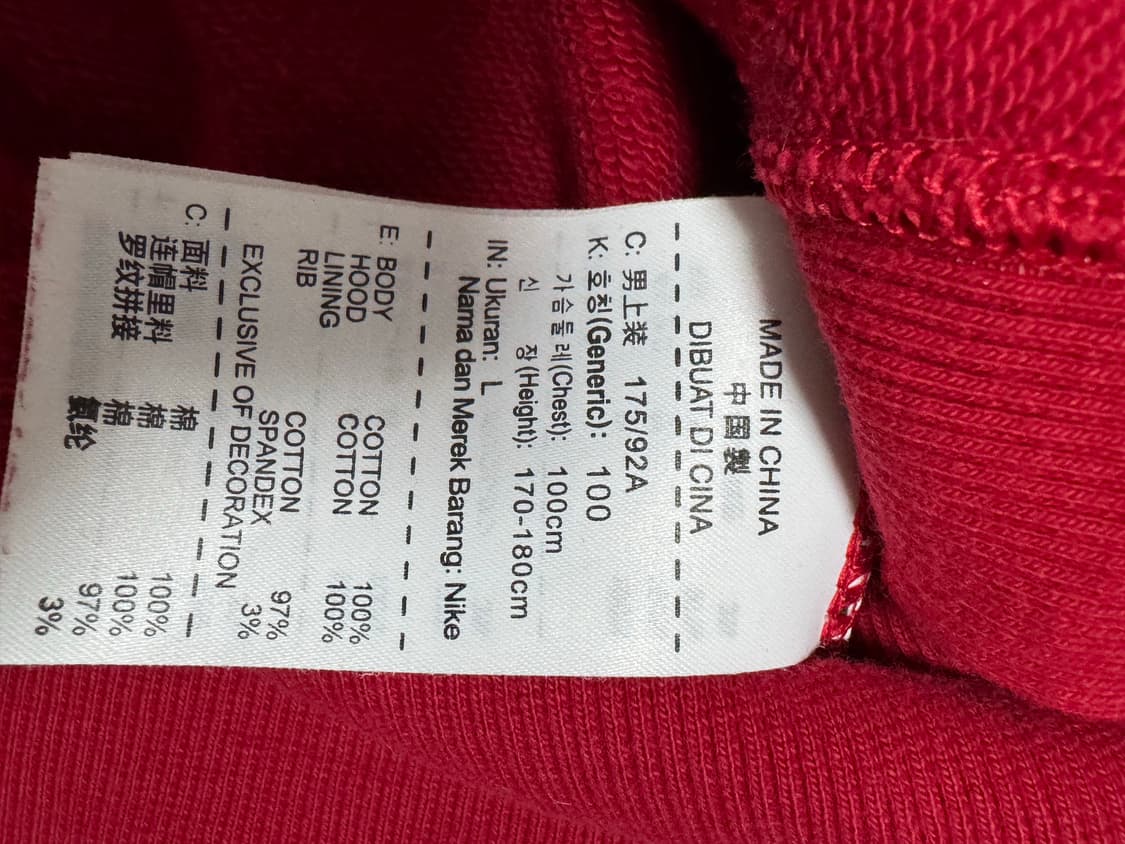 MADE IN CHINA
中國製
DIBUAT DI CINA
C: 男上装 175/92A
K: 호칭(Generic): 100
가슴둘레(Chest): 100cm
신 장(Height): 170-180cm
IN: Ukuran: L
Nama dan Merek Barang: Nike
E: BODY COTTON 100%
HOOD LINING COTTON 100%
RIB COTTON 97%
SPANDEX 3%
EXCLUSIVE OF DECORATION
C: 面料 棉 100%
连帽里料 棉 100%
罗纹拼接 棉 97%
氨纶 3%